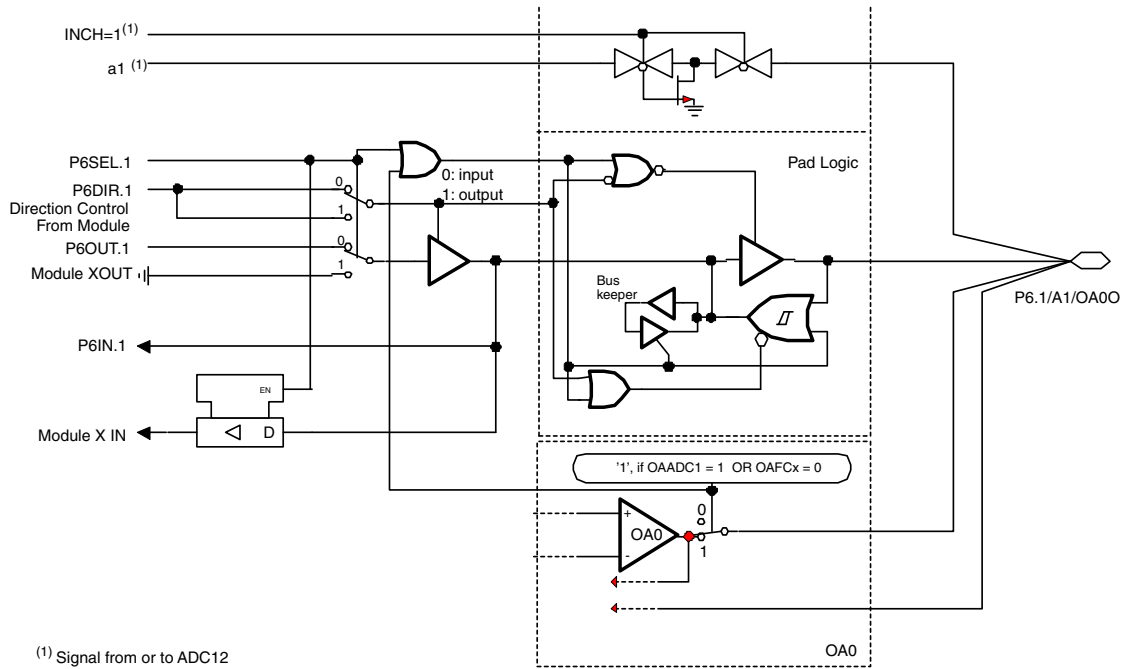 INCH=1(1)
a1 (1)
P6SEL.1
0: input
1: output
Pad Logic
P6DIR.1
0
Direction Control
From Module
1
P6OUT.1
0
Module XOUT
1
Bus
keeper
P6.1/A1/OA0O
P6IN.1
EN
Module X IN
D
'1', if OAADC1 = 1 OR OAFCx = 0
+
0
OA0
-
1
OA0
(1) Signal from or to ADC12